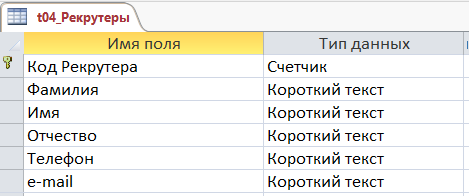 t04_Рекрутеры
Имя поля Тип данных
Код Рекрутера Счетчик
Фамилия Короткий текст
Имя Короткий текст
Отчество Короткий текст
Телефон Короткий текст
e-mail Короткий текст